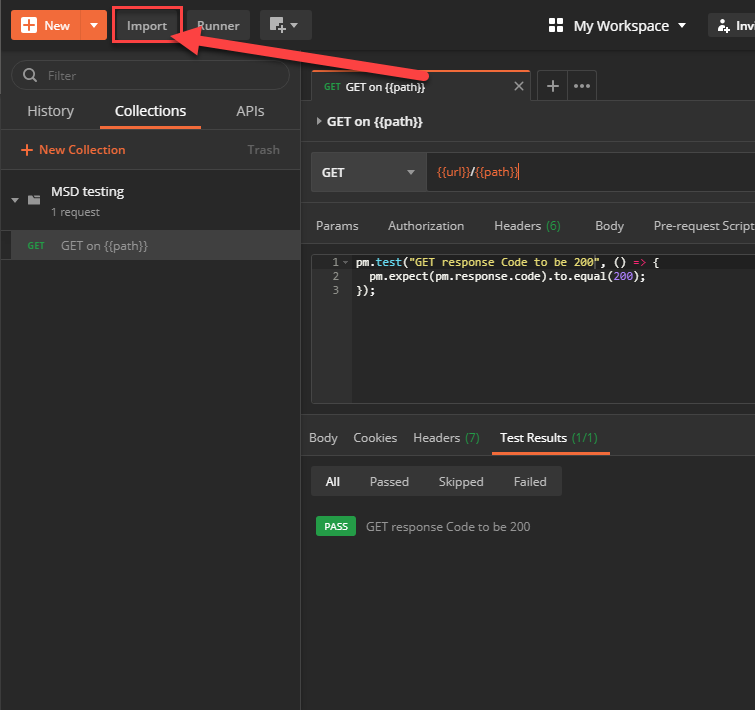 New
Import
Runner
My Workspace
Invi
Filter
History
Collections
APIs
New Collection
Trash
MSD testing
1 request
GET GET on {{path}}
GET GET on {{path}}
GET on {{path}}
GET
{{url}}/{{path}}
Params
Authorization
Headers (6)
Body
Pre-request Script
1 pm.test("GET response Code to be 200", () => {
2 pm.expect(pm.response.code).to.equal(200);
3 });
Body
Cookies
Headers (7)
Test Results (1/1)
All
Passed
Skipped
Failed
PASS
GET response Code to be 200